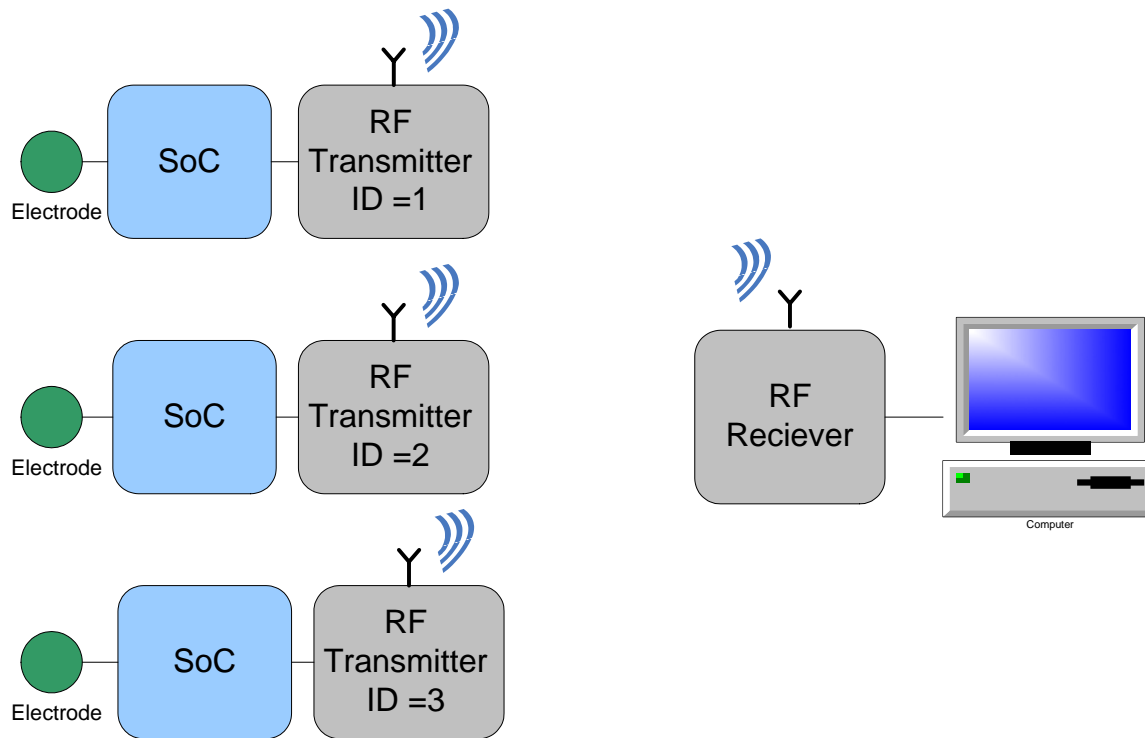 SoC
RF
Transmitter
ID =1
Electrode
SoC
RF
Transmitter
ID =2
Electrode
RF
Reciever
Computer
SoC
RF
Transmitter
ID =3
Electrode